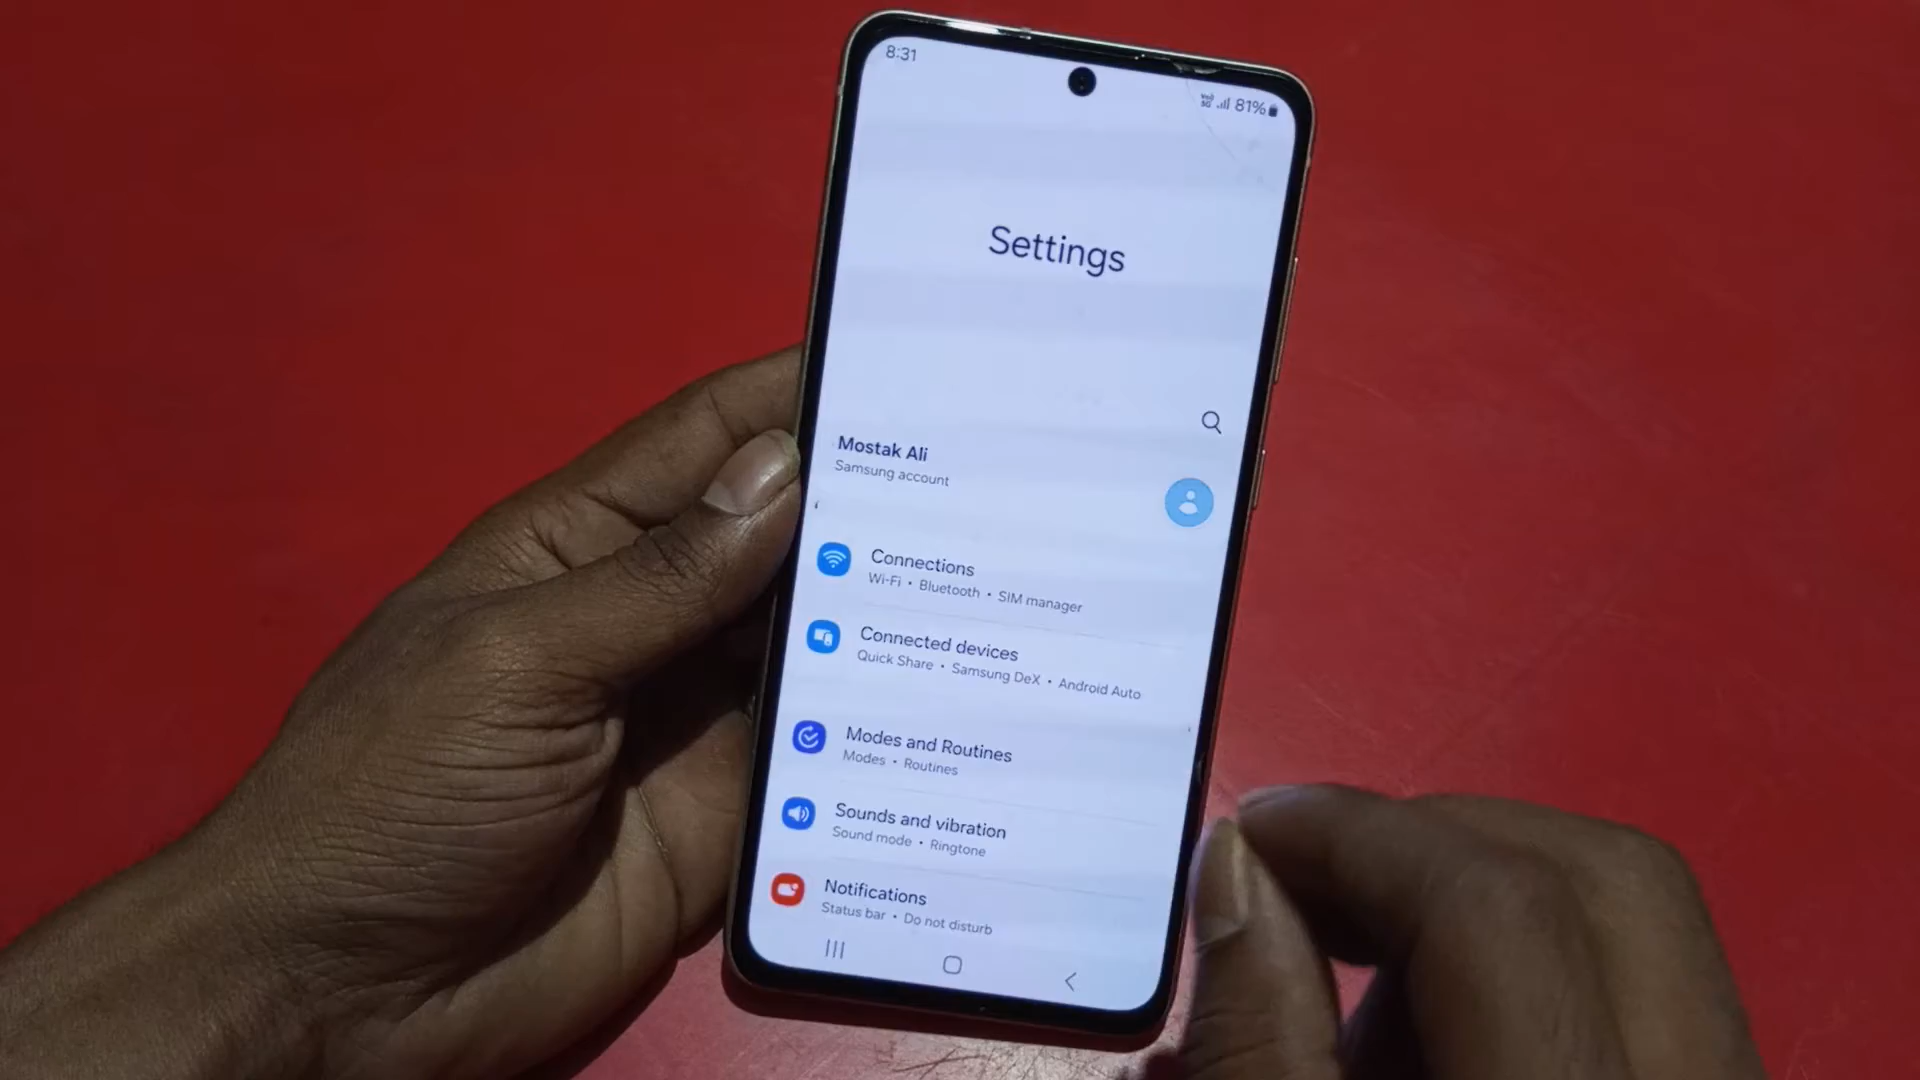 8:31
81%
Settings
Mostak Ali
Samsung account
Connections
Wi-Fi • Bluetooth • SIM manager
Connected devices
Quick Share • Samsung DeX • Android Auto
Modes and Routines
Modes • Routines
Sounds and vibration
Sound mode • Ringtone
Notifications
Status bar • Do not disturb